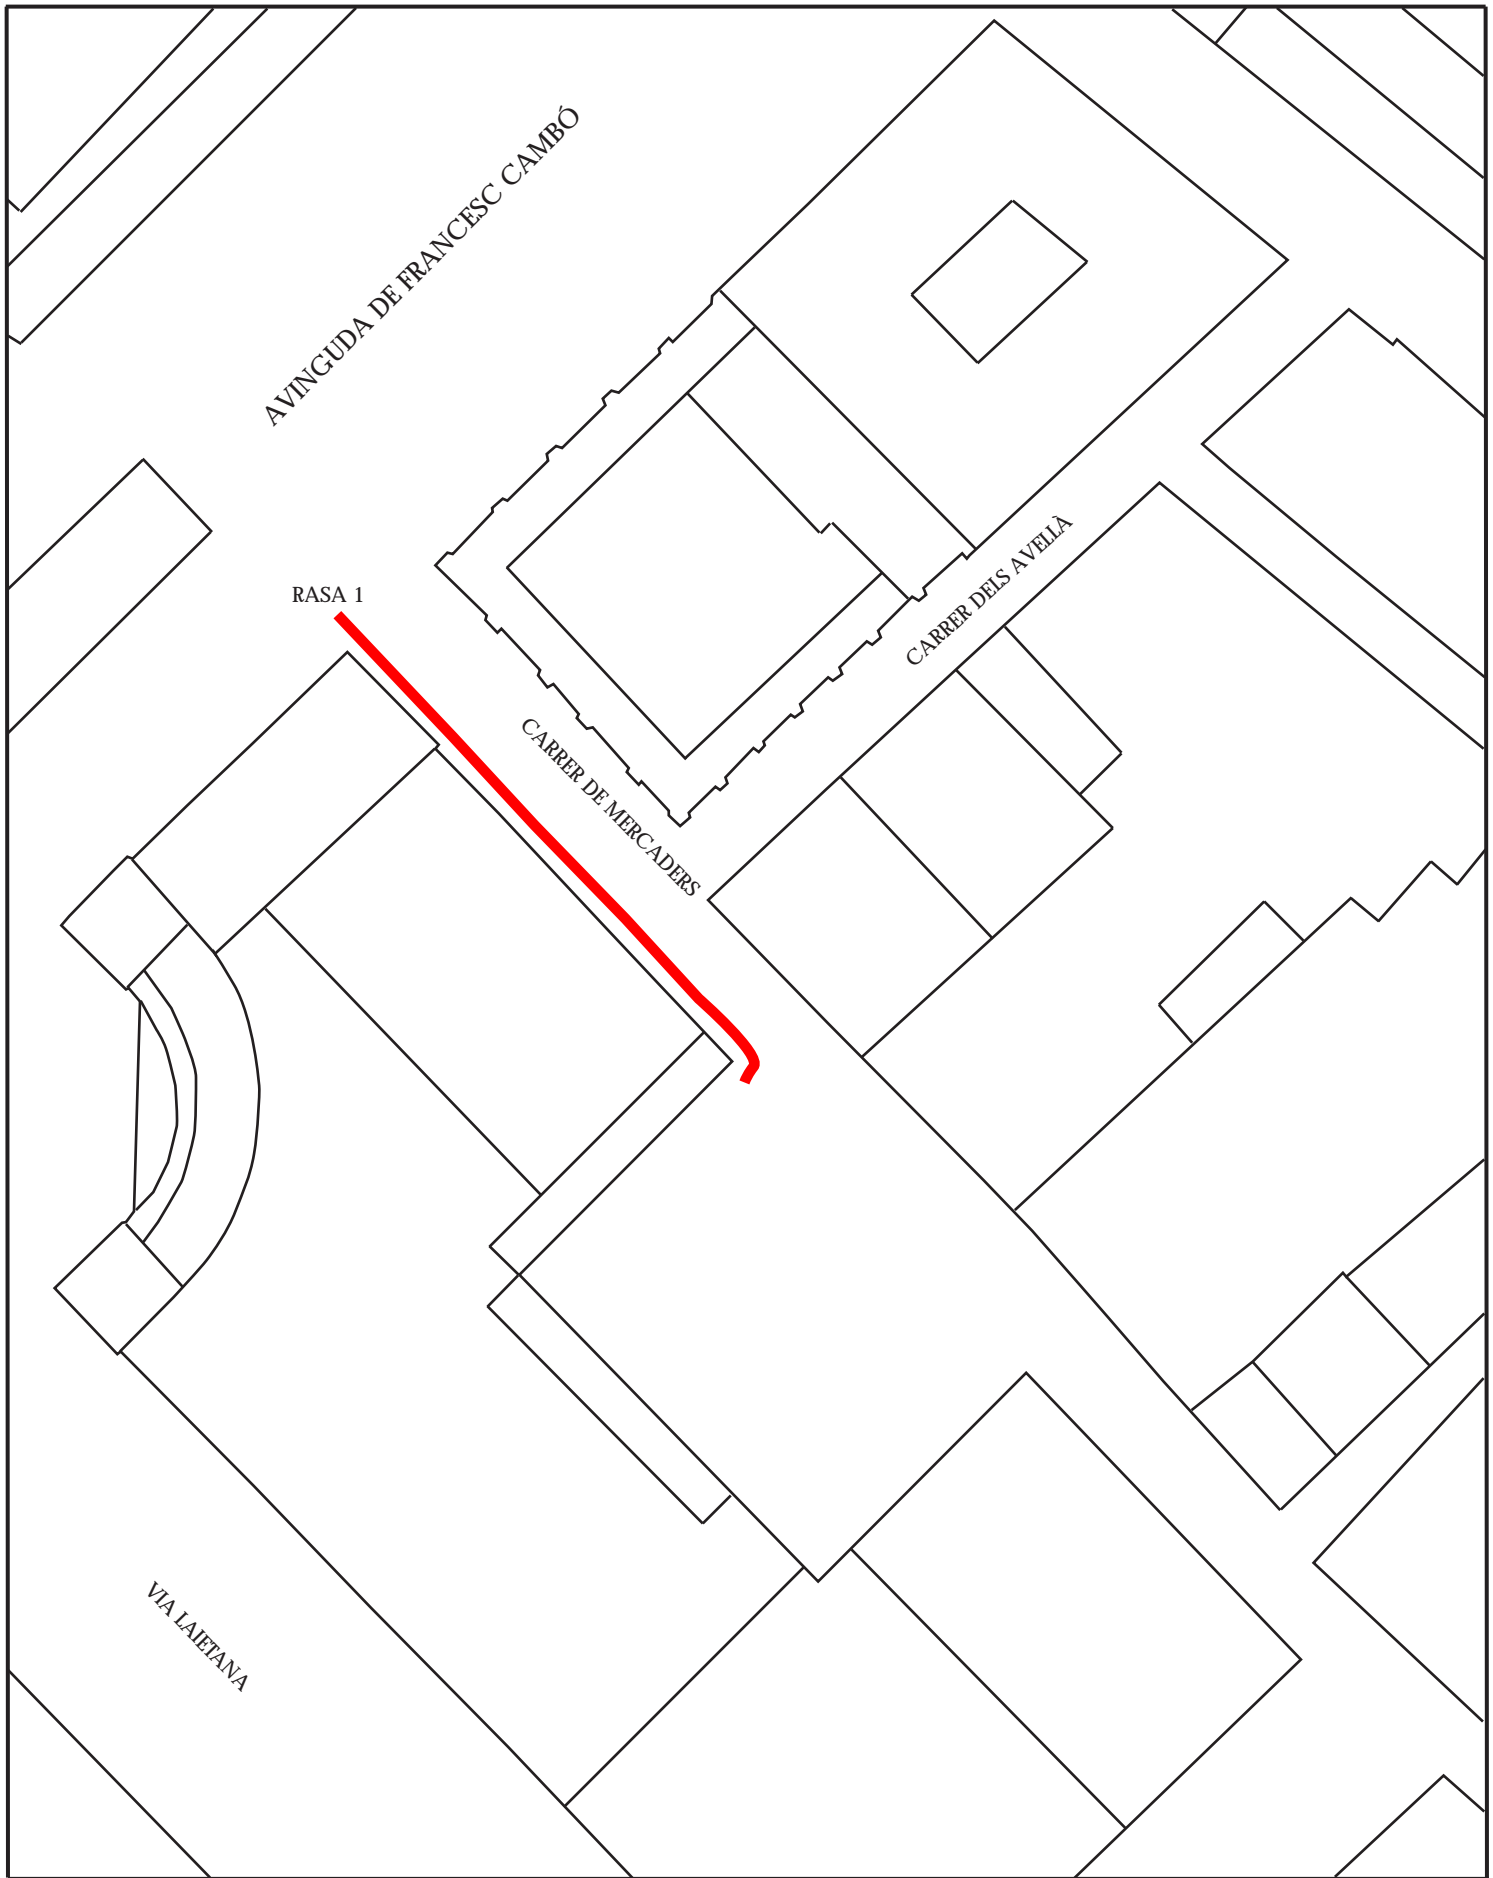 AVINGUDA DE FRANCESC CAMBÓ
CARRER DELS AVELLÀ
RASA 1
CARRER DE MERCADERS
VIA LAIETANA